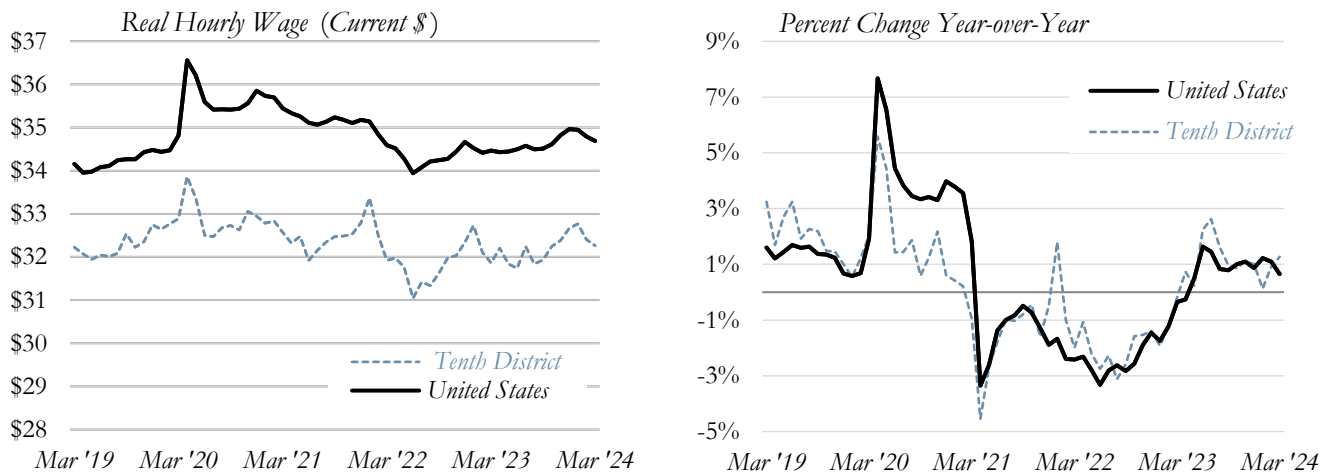 Real Hourly Wage (Current $)
$37
$36
$35
$34
$33
$32
$31
$30
$29
$28
Tenth District
United States
Mar '19 Mar '20 Mar '21 Mar '22 Mar '23 Mar '24
Percent Change Year-over-Year
9%
7%
5%
3%
1%
-1%
-3%
-5%
United States
Tenth District
Mar '19 Mar '20 Mar '21 Mar '22 Mar '23 Mar '24